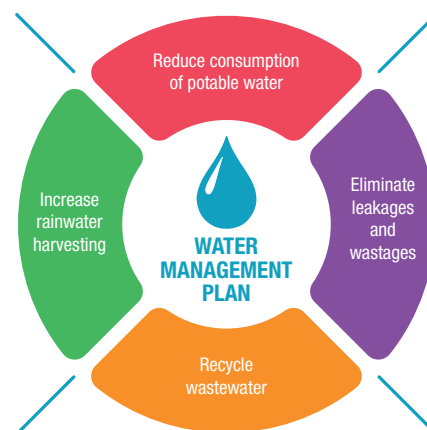 Reduce consumption
of potable water
Increase
rainwater
harvesting
WATER
MANAGEMENT
PLAN
Eliminate
leakages
and
wastages
Recycle
wastewater